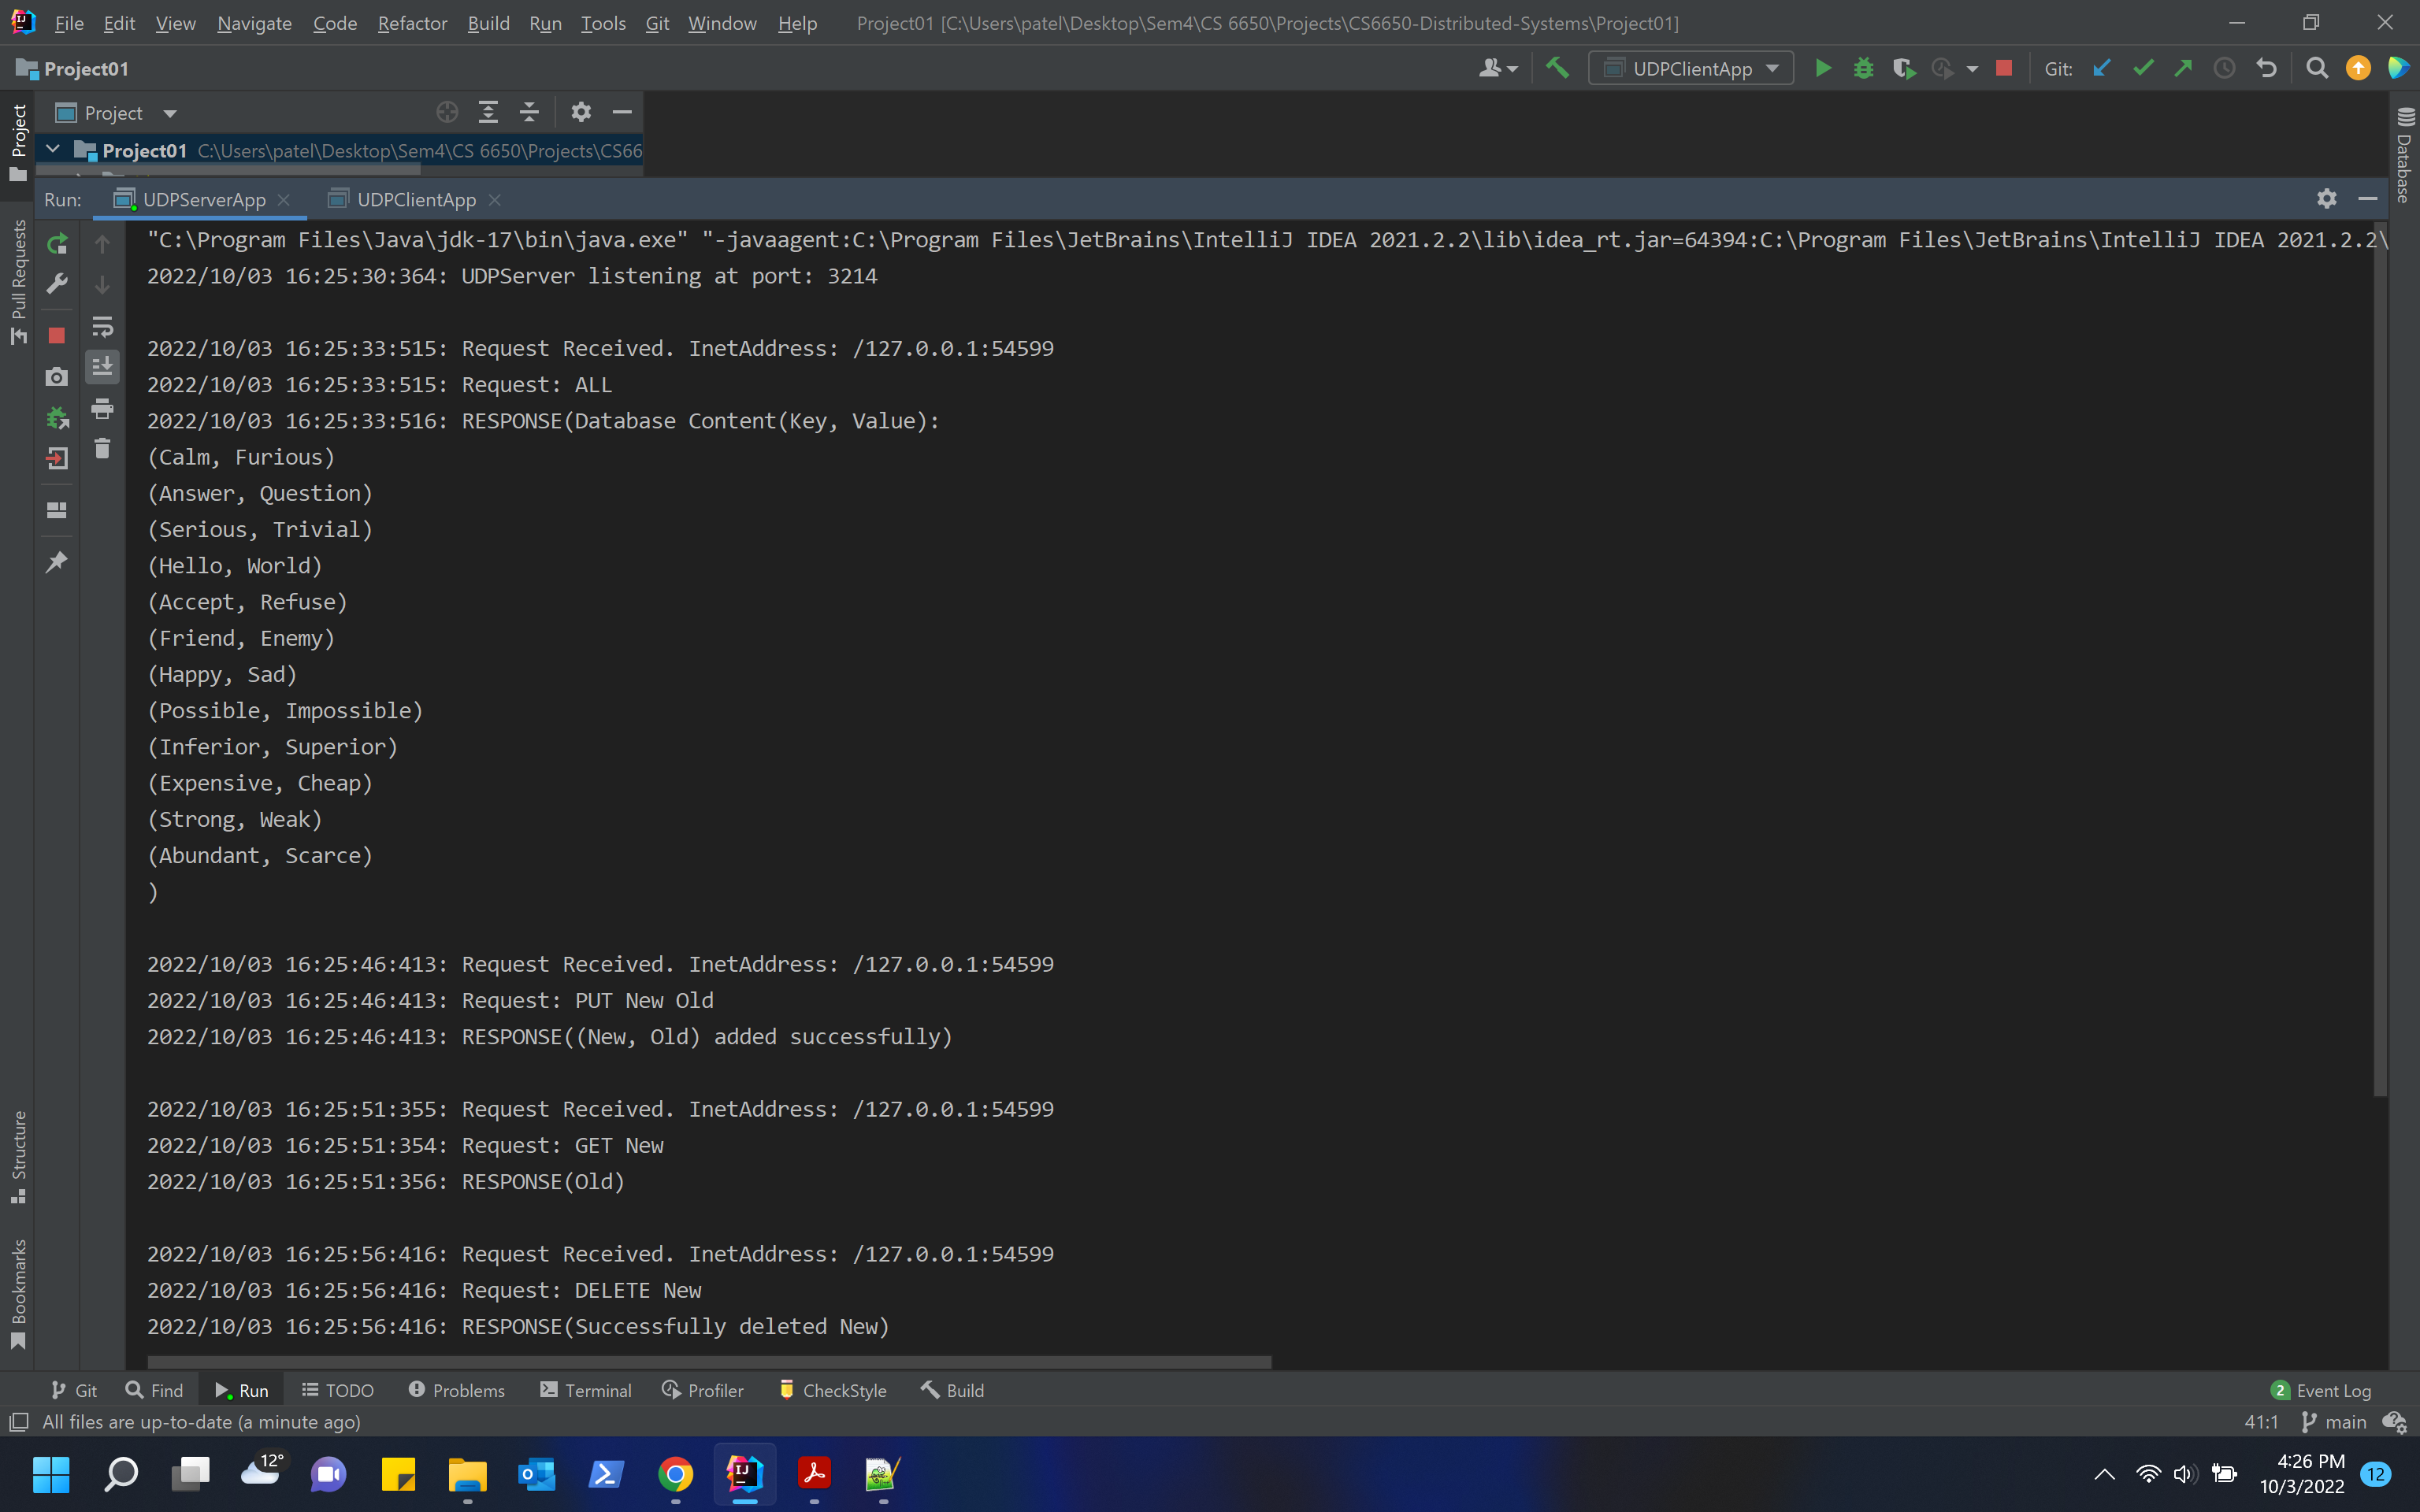 File Edit View Navigate Code Refactor Build Run Tools Git Window Help Project01 [C:\Users\patel\Desktop\Sem4\CS 6650\Projects\CS6650-Distributed-Systems\Project01]
Project01 UDPClientApp Git:
Project
Project01 C:\Users\patel\Desktop\Sem4\CS 6650\Projects\CS66
Run: UDPServerApp UDPClientApp
"C:\Program Files\Java\jdk-17\bin\java.exe" "-javaagent:C:\Program Files\JetBrains\IntelliJ IDEA 2021.2.2\lib\idea_rt.jar=64394:C:\Program Files\JetBrains\IntelliJ IDEA 2021.2.2\
2022/10/03 16:25:30:364: UDPServer listening at port: 3214
2022/10/03 16:25:33:515: Request Received. InetAddress: /127.0.0.1:54599
2022/10/03 16:25:33:515: Request: ALL
2022/10/03 16:25:33:516: RESPONSE(Database Content(Key, Value):
(Calm, Furious)
(Answer, Question)
(Serious, Trivial)
(Hello, World)
(Accept, Refuse)
(Friend, Enemy)
(Happy, Sad)
(Possible, Impossible)
(Inferior, Superior)
(Expensive, Cheap)
(Strong, Weak)
(Abundant, Scarce)
)
2022/10/03 16:25:46:413: Request Received. InetAddress: /127.0.0.1:54599
2022/10/03 16:25:46:413: Request: PUT New Old
2022/10/03 16:25:46:413: RESPONSE((New, Old) added successfully)
2022/10/03 16:25:51:355: Request Received. InetAddress: /127.0.0.1:54599
2022/10/03 16:25:51:354: Request: GET New
2022/10/03 16:25:51:356: RESPONSE(Old)
2022/10/03 16:25:56:416: Request Received. InetAddress: /127.0.0.1:54599
2022/10/03 16:25:56:416: Request: DELETE New
2022/10/03 16:25:56:416: RESPONSE(Successfully deleted New)
Project
Pull Requests
Structure
Bookmarks
Database
Git Find Run TODO Problems Terminal Profiler CheckStyle Build 2 Event Log
All files are up-to-date (a minute ago) 41:1 main
12° 4:26 PM
10/3/2022 12